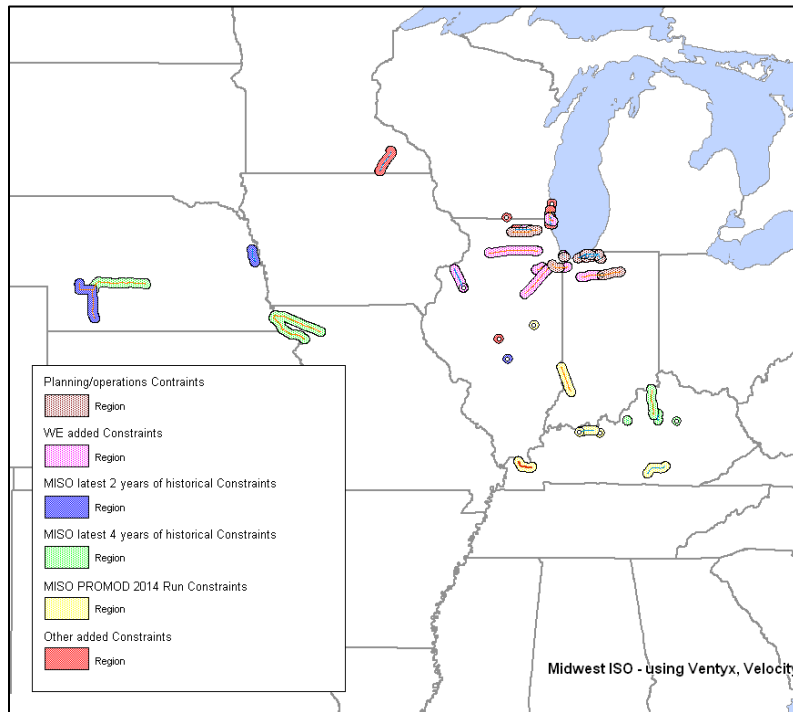 Planning/operations Contraints
Region
WE added Constraints
Region
MISO latest 2 years of historical Constraints
Region
MISO latest 4 years of historical Constraints
Region
MISO PROMOD 2014 Run Constraints
Region
Other added Constraints
Region
Midwest ISO - using Ventyx, Velocity